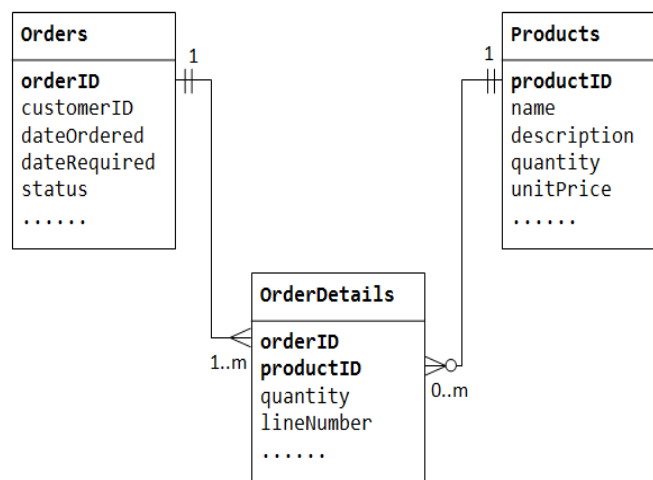 Orders
orderID
customerID
dateOrdered
dateRequired
status
......
1
1
Products
productID
name
description
quantity
unitPrice
......
OrderDetails
orderID
productID
quantity
lineNumber
......
1..m
0..m